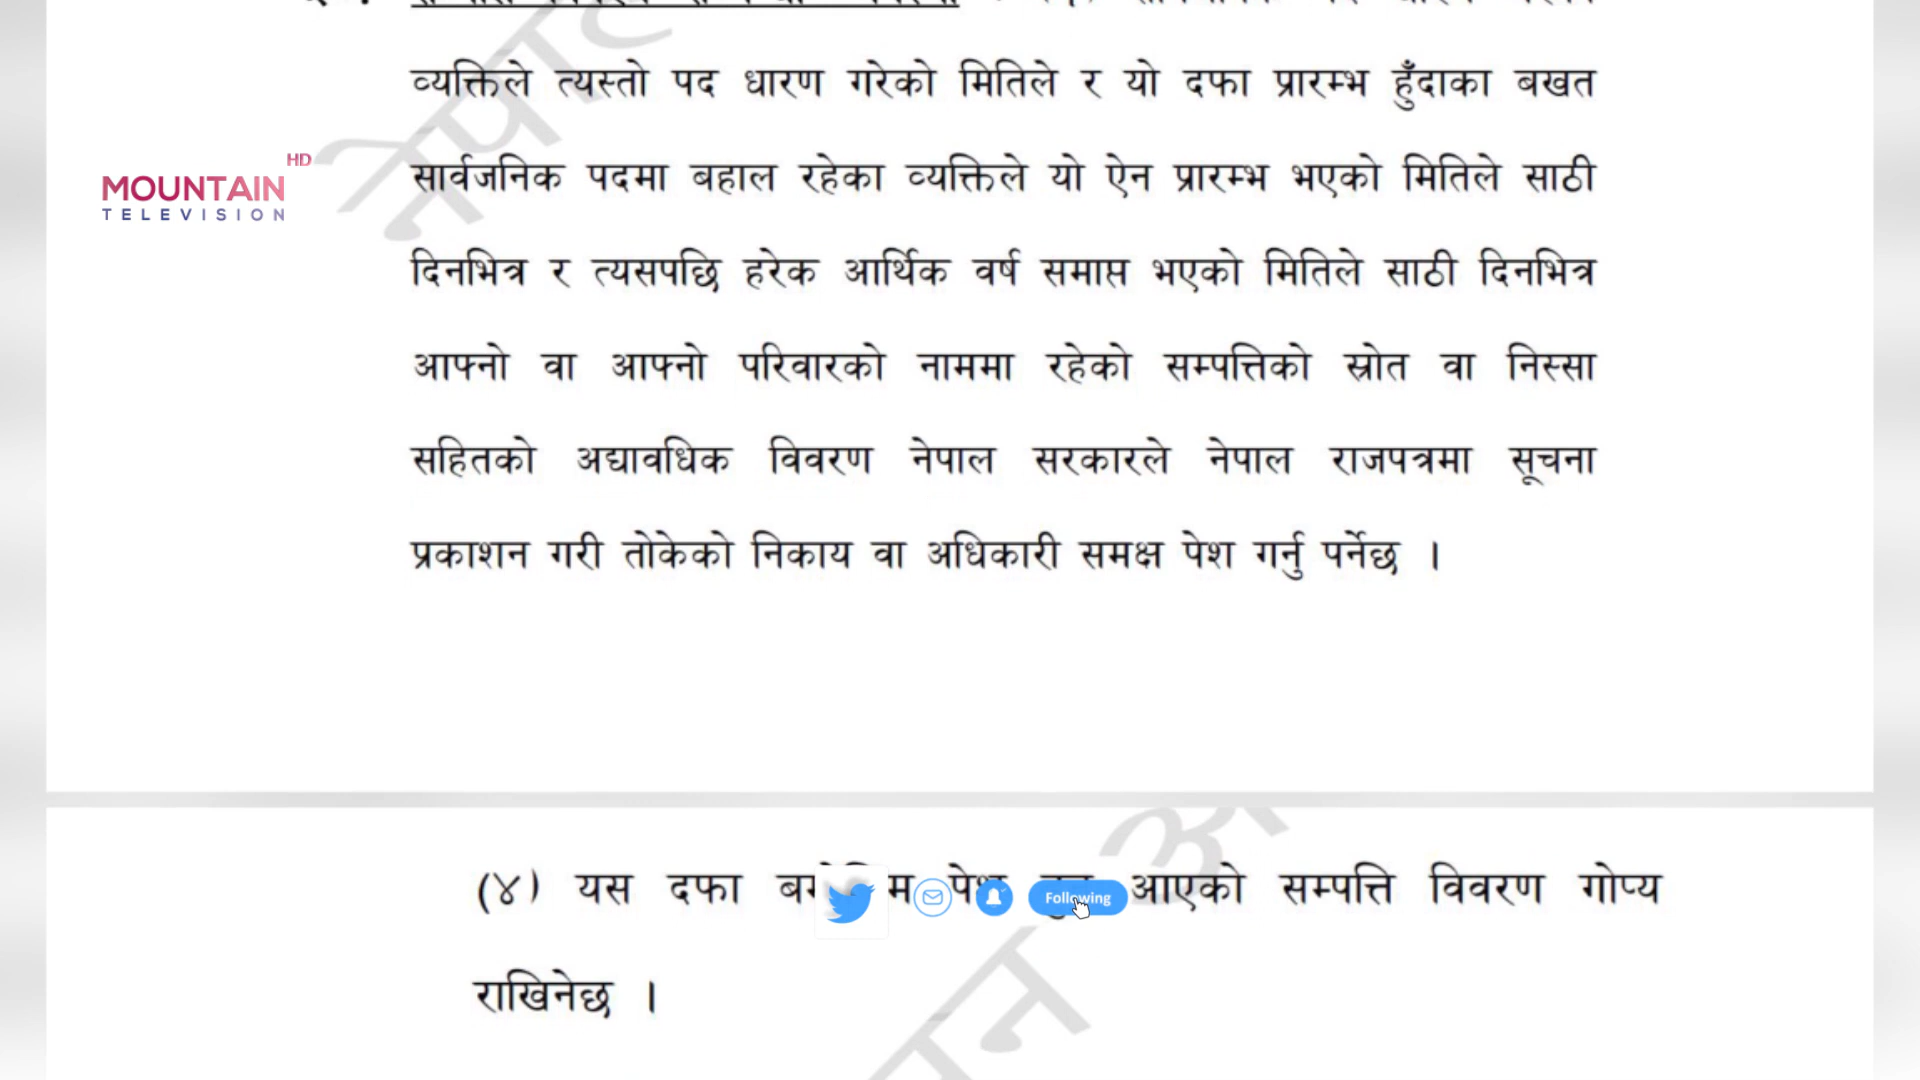 व्यक्तिले त्यस्तो पद धारण गरेको मितिले र यो दफा प्रारम्भ हुँदाका बखत
HD
MOUNTAIN
TELEVISION
सार्वजनिक पदमा बहाल रहेका व्यक्तिले यो ऐन प्रारम्भ भएको मितिले साठी
दिनभित्र र त्यसपछि हरेक आर्थिक वर्ष समाप्त भएको मितिले साठी दिनभित्र
आफ्नो वा आफ्नो परिवारको नाममा रहेको सम्पत्तिको स्रोत वा निस्सा
सहितको अद्यावधिक विवरण नेपाल सरकारले नेपाल राजपत्रमा सूचना
प्रकाशन गरी तोकेको निकाय वा अधिकारी समक्ष पेश गर्नु पर्नेछ ।
(४) यस दफा आएको सम्पत्ति विवरण गोप्य
Following
राखिनेछ ।